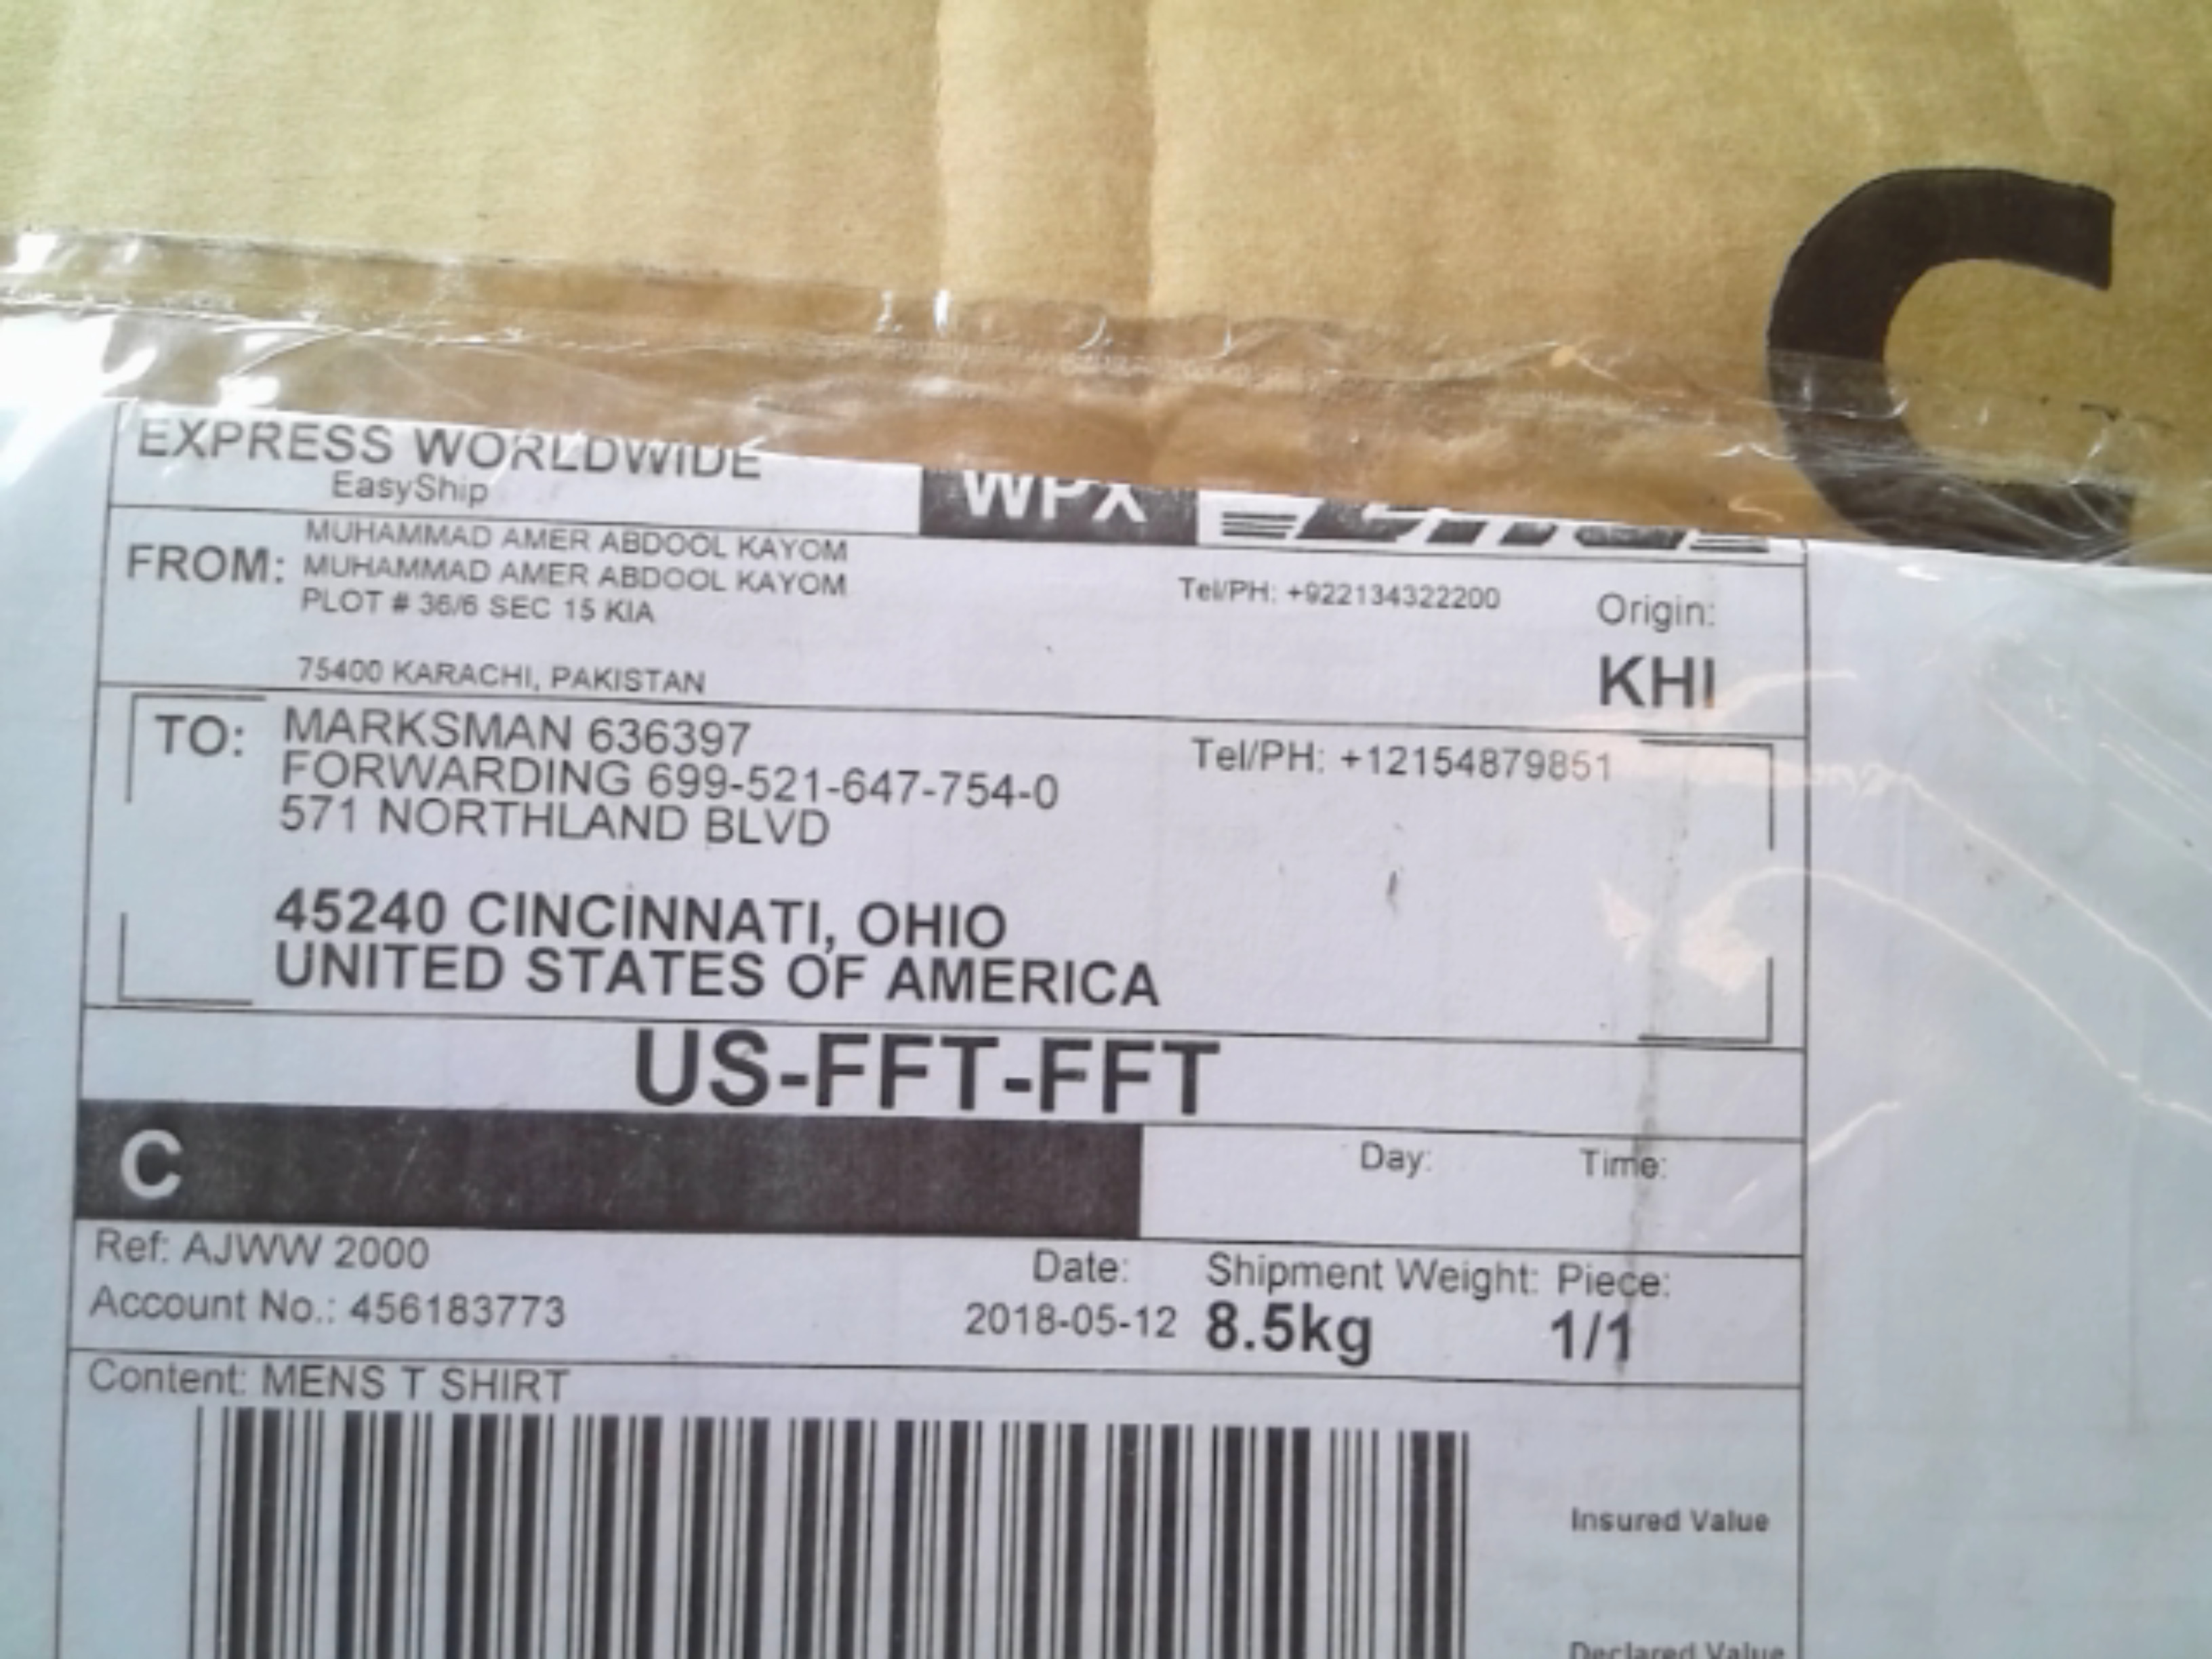 C
EXPRESS WORLDWIDE
EasyShip
WPX
FROM:
MUHAMMAD AMER ABDOOL KAYOM
MUHAMMAD AMER ABDOOL KAYOM
PLOT # 36/6 SEC 15 KIA
75400 KARACHI, PAKISTAN
Tel/PH: +922134322200
Origin:
KHI
TO:
MARKSMAN 636397
FORWARDING 699-521-647-754-0
571 NORTHLAND BLVD
Tel/PH: +12154879851
45240 CINCINNATI, OHIO
UNITED STATES OF AMERICA
US-FFT-FFT
C
Day:
Time:
Ref: AJWW 2000
Account No.: 456183773
Date:
2018-05-12
Shipment Weight:
8.5kg
Piece:
1/1
Content: MENS T SHIRT
Insured Value
Declared Value